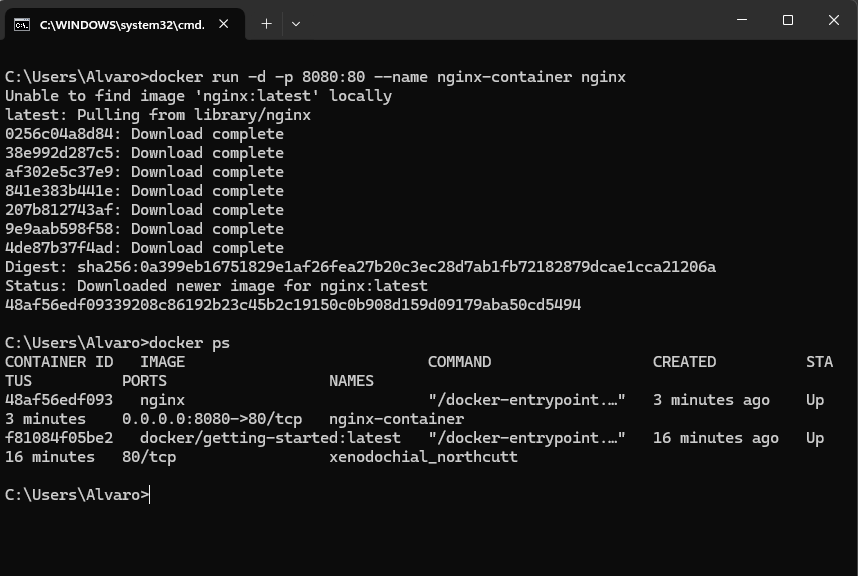 C:\WINDOWS\system32\cmd.
C:\Users\Alvaro>docker run -d -p 8080:80 --name nginx-container nginx
Unable to find image 'nginx:latest' locally
latest: Pulling from library/nginx
0256c04a8d84: Download complete
38e992d287c5: Download complete
af302e5c37e9: Download complete
841e383b441e: Download complete
207b812743af: Download complete
9e9aab598f58: Download complete
4de87b37f4ad: Download complete
Digest: sha256:0a399eb16751829e1af26fea27b20c3ec28d7ab1fb72182879dcae1cca21206a
Status: Downloaded newer image for nginx:latest
48af56edf09339208c86192b23c45b2c19150c0b908d159d09179aba50cd5494
C:\Users\Alvaro>docker ps
CONTAINER ID   IMAGE                           COMMAND                  CREATED          STA
TUS          PORTS                  NAMES
48af56edf093   nginx                           "/docker-entrypoint.…"   3 minutes ago    Up
3 minutes    0.0.0.0:8080->80/tcp   nginx-container
f81084f05be2   docker/getting-started:latest   "/docker-entrypoint.…"   16 minutes ago   Up
16 minutes   80/tcp                 xenodochial_northcutt
C:\Users\Alvaro>